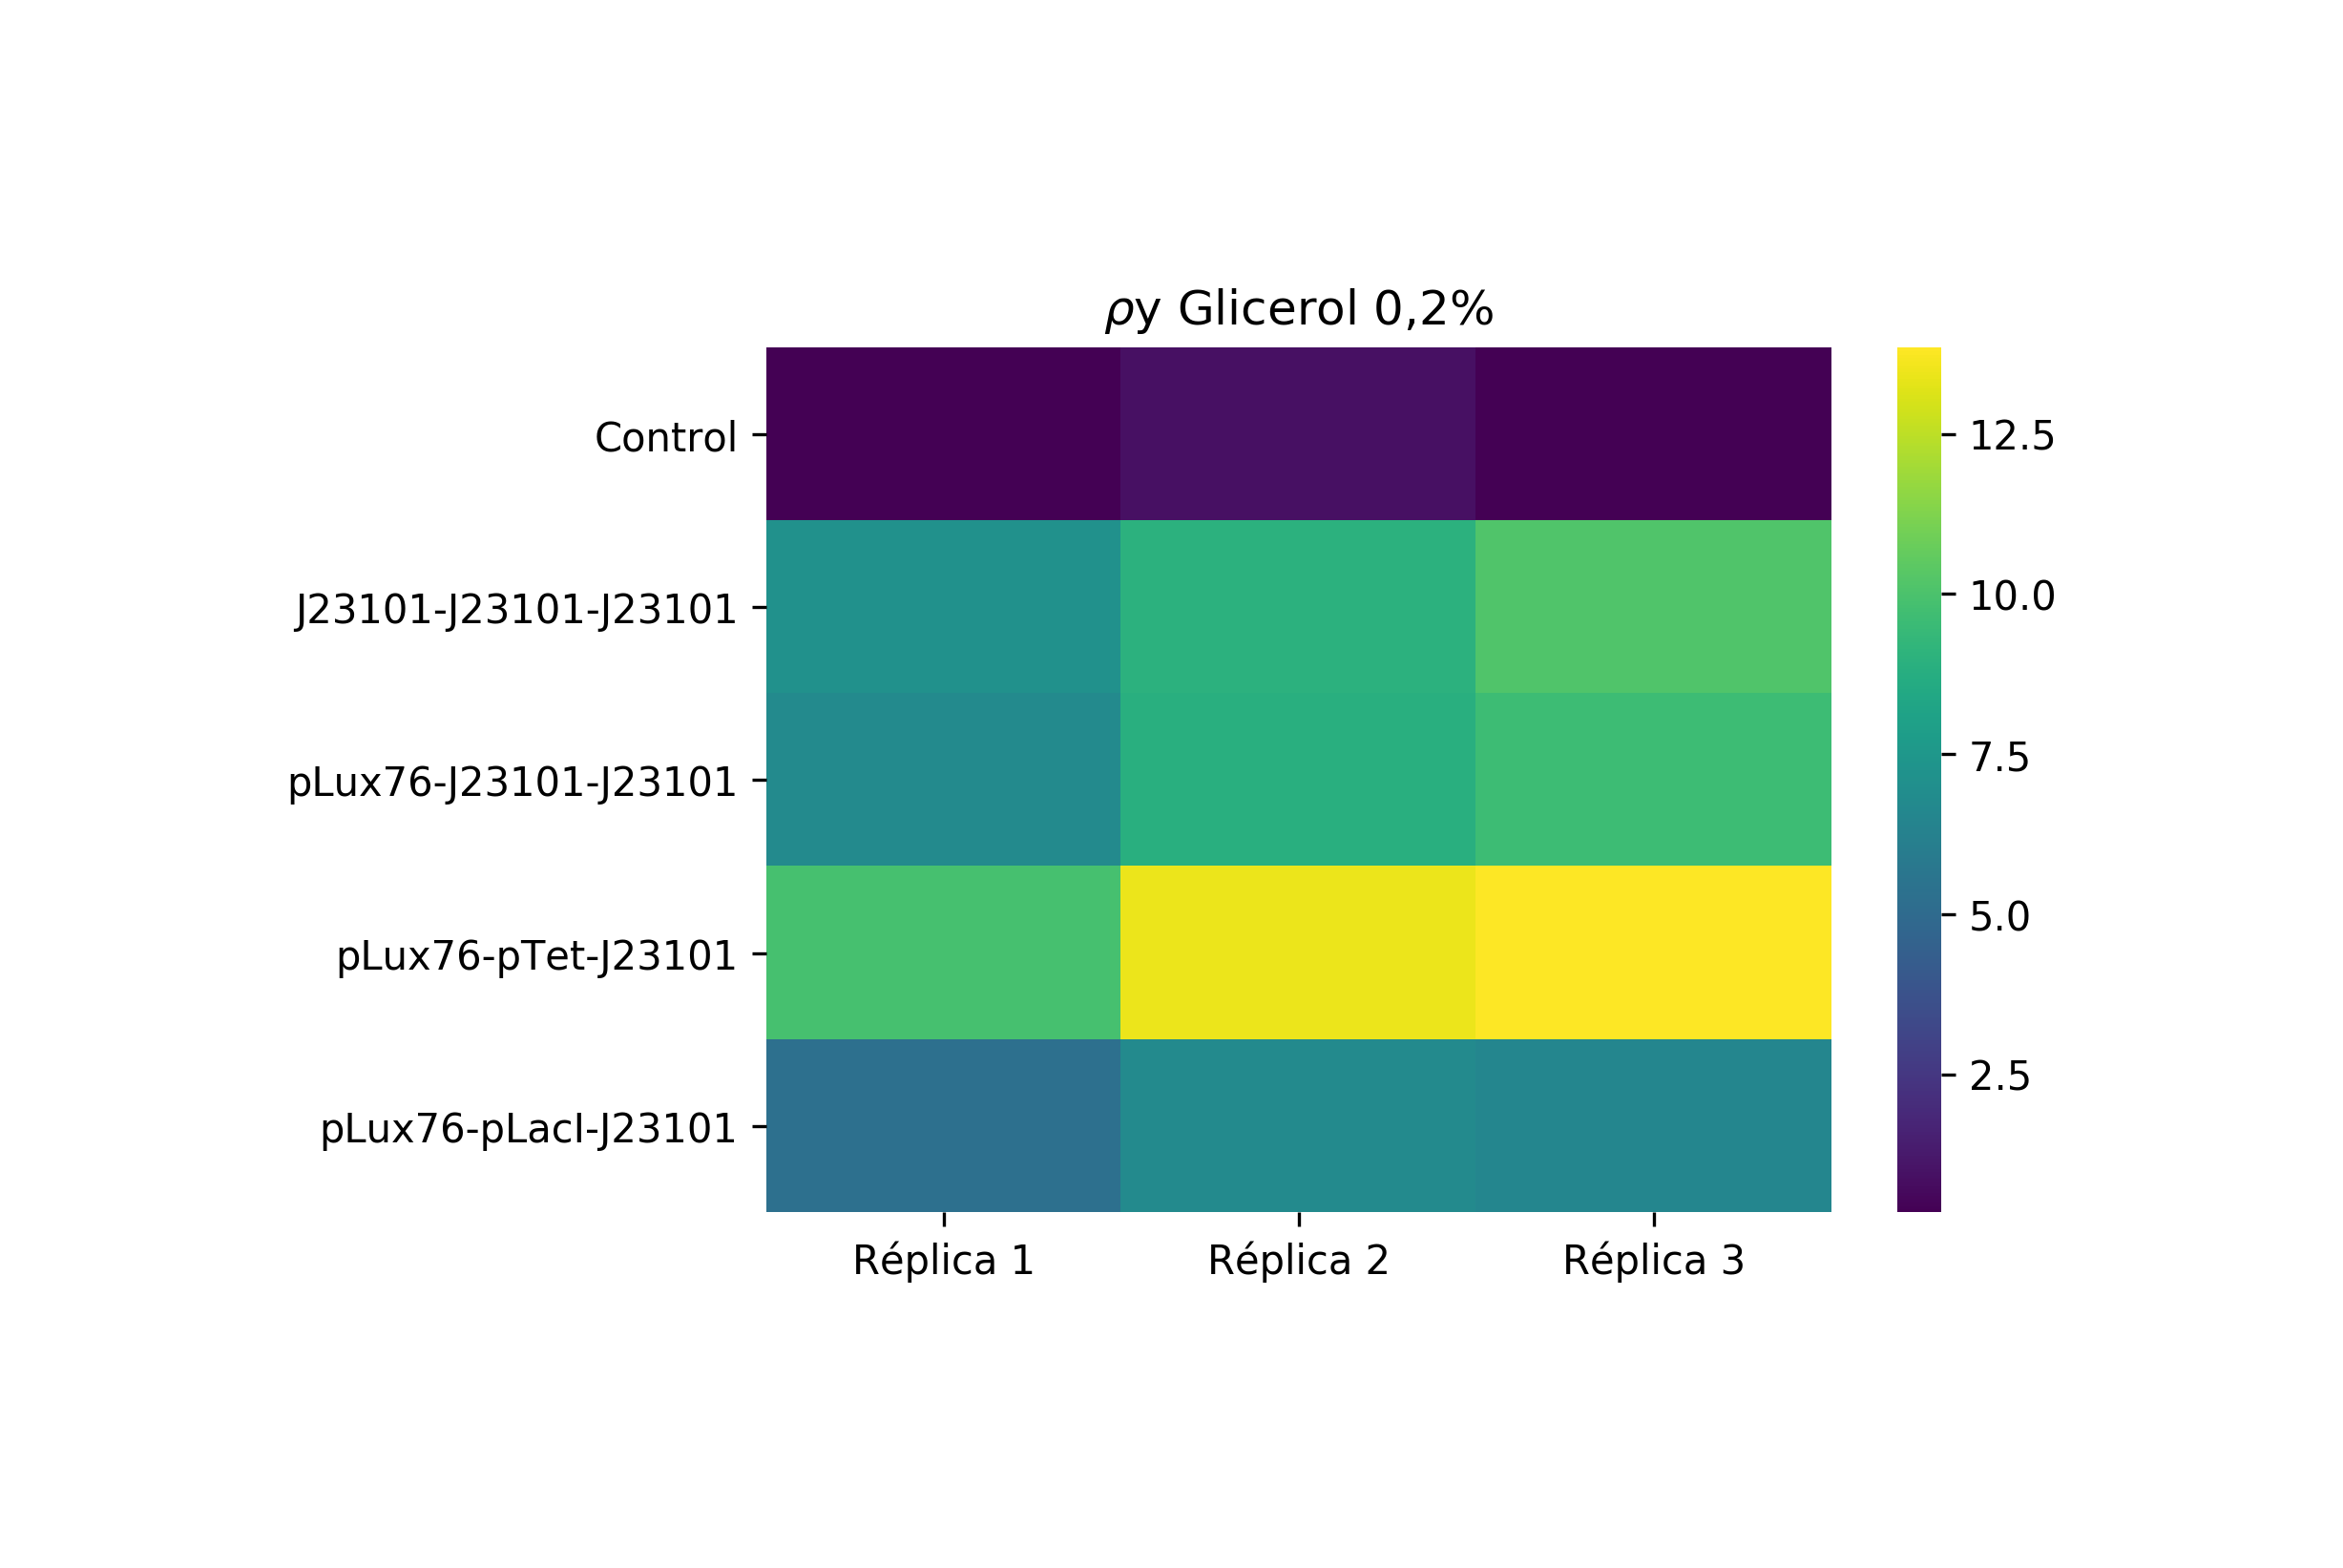 ρy Glicerol 0,2%
Control
J23101-J23101-J23101
pLux76-J23101-J23101
pLux76-pTet-J23101
pLux76-pLacI-J23101
Réplica 1 Réplica 2 Réplica 3
12.5
10.0
7.5
5.0
2.5